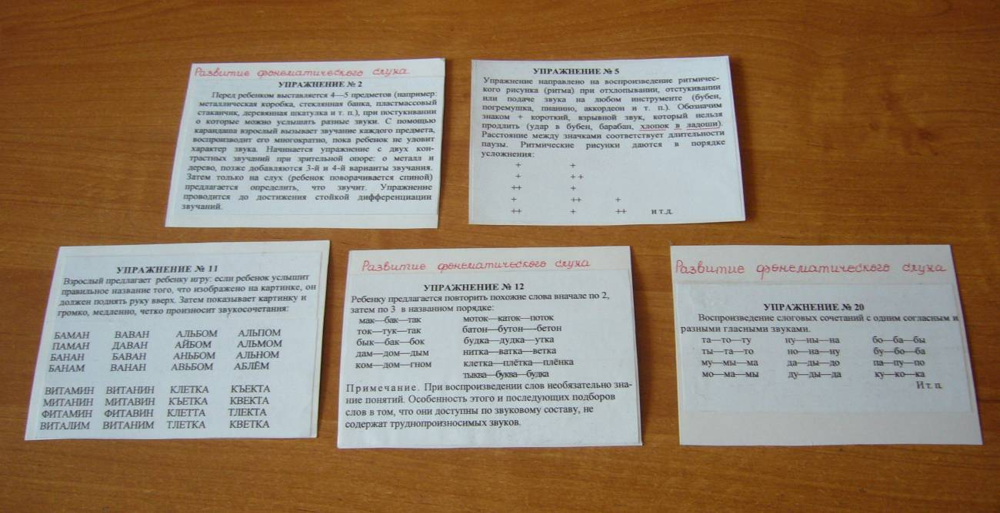 Развитие фонематического слуха
УПРАЖНЕНИЕ № 2
Перед ребенком выставляется 4—5 предметов (например:
металлическая коробка, стеклянная банка, пластмассовый
стаканчик, деревянная шкатулка и т. п.), при постукивании
о которые можно услышать разные звуки. С помощью
карандаша взрослый вызывает звучание каждого предмета,
воспроизводит его многократно, пока ребенок не уловит
характер звука. Начинается упражнение с двух кон-
трастных звучаний при зрительной опоре: о металл и
дерево, позже добавляются 3-й и 4-й варианты звучания.
Затем только на слух (ребенок поворачивается спиной)
предлагается определить, что звучит. Упражнение
проводится до достижения стойкой дифференциации
звучаний.
УПРАЖНЕНИЕ № 5
Упражнение направлено на воспроизведение ритмичес-
кого рисунка (ритма) при отхлопывании, отстукивании
или подаче звука на любом инструменте (бубен,
погремушка, пианино, аккордеон и т. п.). Обозначим
знаком + короткий, взрывной звук, который нельзя
продлить (удар в бубен, барабан, хлопок в ладоши).
Расстояние между значками соответствует длительности
паузы. Ритмические рисунки даются в порядке
усложнения:
+ +
+ + +
++ +
+ ++ +
++ + ++ и т.д.
УПРАЖНЕНИЕ № 11
Взрослый предлагает ребенку игру: если ребенок услышит
правильное название того, что изображено на картинке, он
должен поднять руку вверх. Затем показывает картинку и
громко, медленно, четко произносит звукосочетания:
БАМАН ВАВАН АЛЬБОМ АЛЬПОМ
ПАМАН ДАВАН АЙБОМ АЛЬМОМ
БАНАН БАВАН АНЬБОМ АЛЬНОМ
БАНАМ ВАНАН АВЬБОМ АБЛЁМ
ВИТАМИН ВИТАНИН КЛЕТКА КЪЕКТА
МИТАНИН МИТАВИН КЪЕТКА КВЕКТА
ФИТАМИН ФИТАВИН КЛЕТТА ТЛЕКТА
ВИТАЛИМ ВИТАНИМ ТЛЕТКА КВЕТКА
Развитие фонематического слуха
УПРАЖНЕНИЕ № 12
Ребенку предлагается повторить похожие слова вначале по 2,
затем по 3 в названном порядке:
мак—бак—так моток—каток—поток
ток—тук—так батон—бутон—бетон
бык—бак—бок будка—дудка—утка
дам—дом—дым нитка—ватка—ветка
ком—дом—гном клетка—плётка—плёнка
тыква—буква—будка
Примечание. При воспроизведении слов необязательно зна-
ние понятий. Особенность этого и последующих подборов
слов в том, что они доступны по звуковому составу, не
содержат труднопроизносимых звуков.
Развитие фонематического слуха
УПРАЖНЕНИЕ № 20
Воспроизведение слоговых сочетаний с одним согласным и
разными гласными звуками.
та—то—ту ну—ны—на бо—ба—бы
ты—та—то но—на—ну бу—бо—ба
му—мы—ма да—ды—до па—пу—по
мо—ма—мы ду—ды—да ку—ко—ка
И т. п.